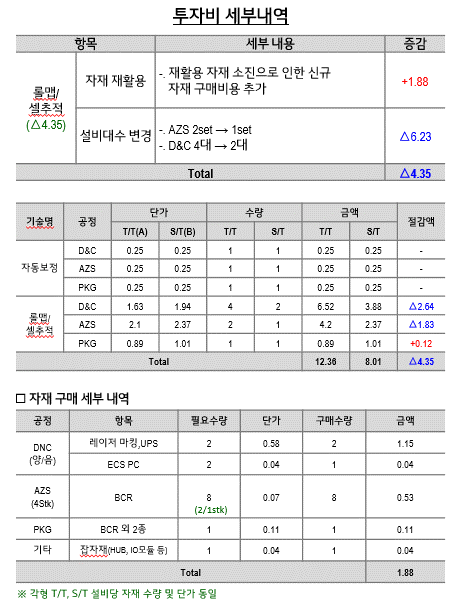 투자비 세부내역
항목 세부 내용 증감
롤맵/
셀추적
(△4.35)
자재 재활용
-. 재활용 자재 소진으로 인한 신규
자재 구매비용 추가
+1.88
설비대수 변경
-. AZS 2set → 1set
-. D&C 4대 → 2대
△6.23
Total △4.35
기술명 공정 단가 수량 금액 절감액
T/T(A) S/T(B) T/T S/T T/T S/T
자동보정
D&C 0.25 0.25 1 1 0.25 0.25 -
AZS 0.25 0.25 1 1 0.25 0.25 -
PKG 0.25 0.25 1 1 0.25 0.25 -
롤맵/
셀추적
D&C 1.63 1.94 4 2 6.52 3.88 △2.64
AZS 2.1 2.37 2 1 4.2 2.37 △1.83
PKG 0.89 1.01 1 1 0.89 1.01 +0.12
Total 12.36 8.01 △4.35
□ 자재 구매 세부 내역
공정 항목 필요수량 단가 구매수량 금액
DNC
(양/음)
레이저 마킹,UPS 2 0.58 2 1.15
ECS PC 2 0.04 1 0.04
AZS
(4Stk)
BCR 8
(2/1stk)
0.07 8 0.53
PKG BCR 외 2종 1 0.11 1 0.11
기타 잡자재(HUB, IO모듈 등) 1 0.04 1 0.04
Total 1.88
※ 각형 T/T, S/T 설비당 자재 수량 및 단가 동일